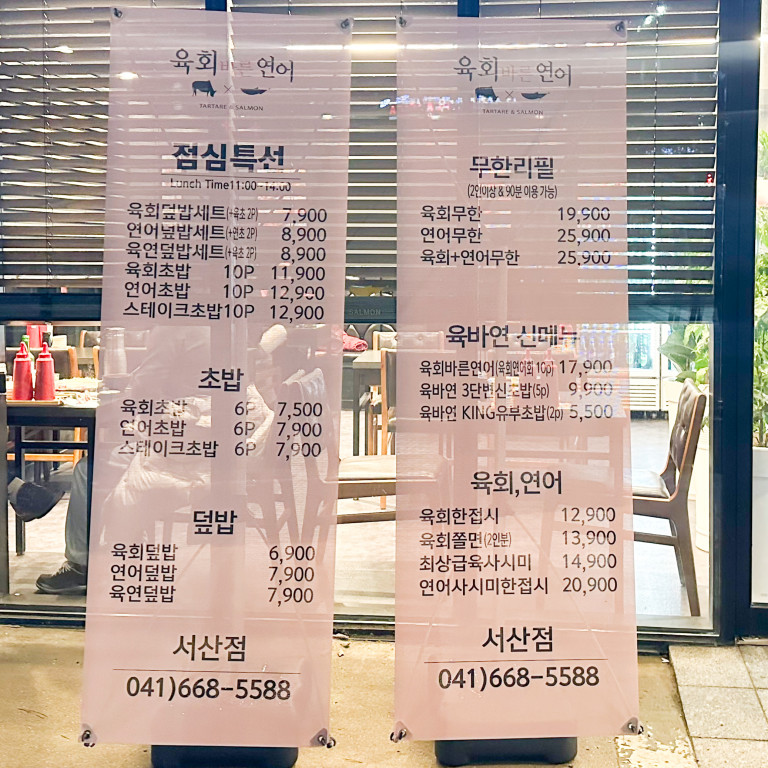 육회바른연어
×
TARTARE & SALMON
점심특선
Lunch Time11:00~14:00
육회덮밥세트(+육초 2P) 7,900
연어덮밥세트(+연초 2P) 8,900
육연덮밥세트(+육초 2P) 8,900
육회초밥 10P 11,900
연어초밥 10P 12,900
스테이크초밥10P 12,900
초밥
육회초밥 6P 7,500
연어초밥 6P 7,900
스테이크초밥 6P 7,900
덮밥
육회덮밥 6,900
연어덮밥 7,900
육연덮밥 7,900
서산점
041)668-5588
육회바른연어
×
TARTARE & SALMON
무한리필
(2인이상 & 90분 이용 가능)
육회무한 19,900
연어무한 25,900
육회+연어무한 25,900
육바연 신메뉴
육회바른연어(육회연어회 10p) 17,900
육바연 3단변신초밥(5p) 9,900
육바연 KING유부초밥(2p) 5,500
육회,연어
육회한접시 12,900
육회쫄면(2인분) 13,900
최상급육사시미 14,900
연어사시미한접시 20,900
서산점
041)668-5588
SALMON